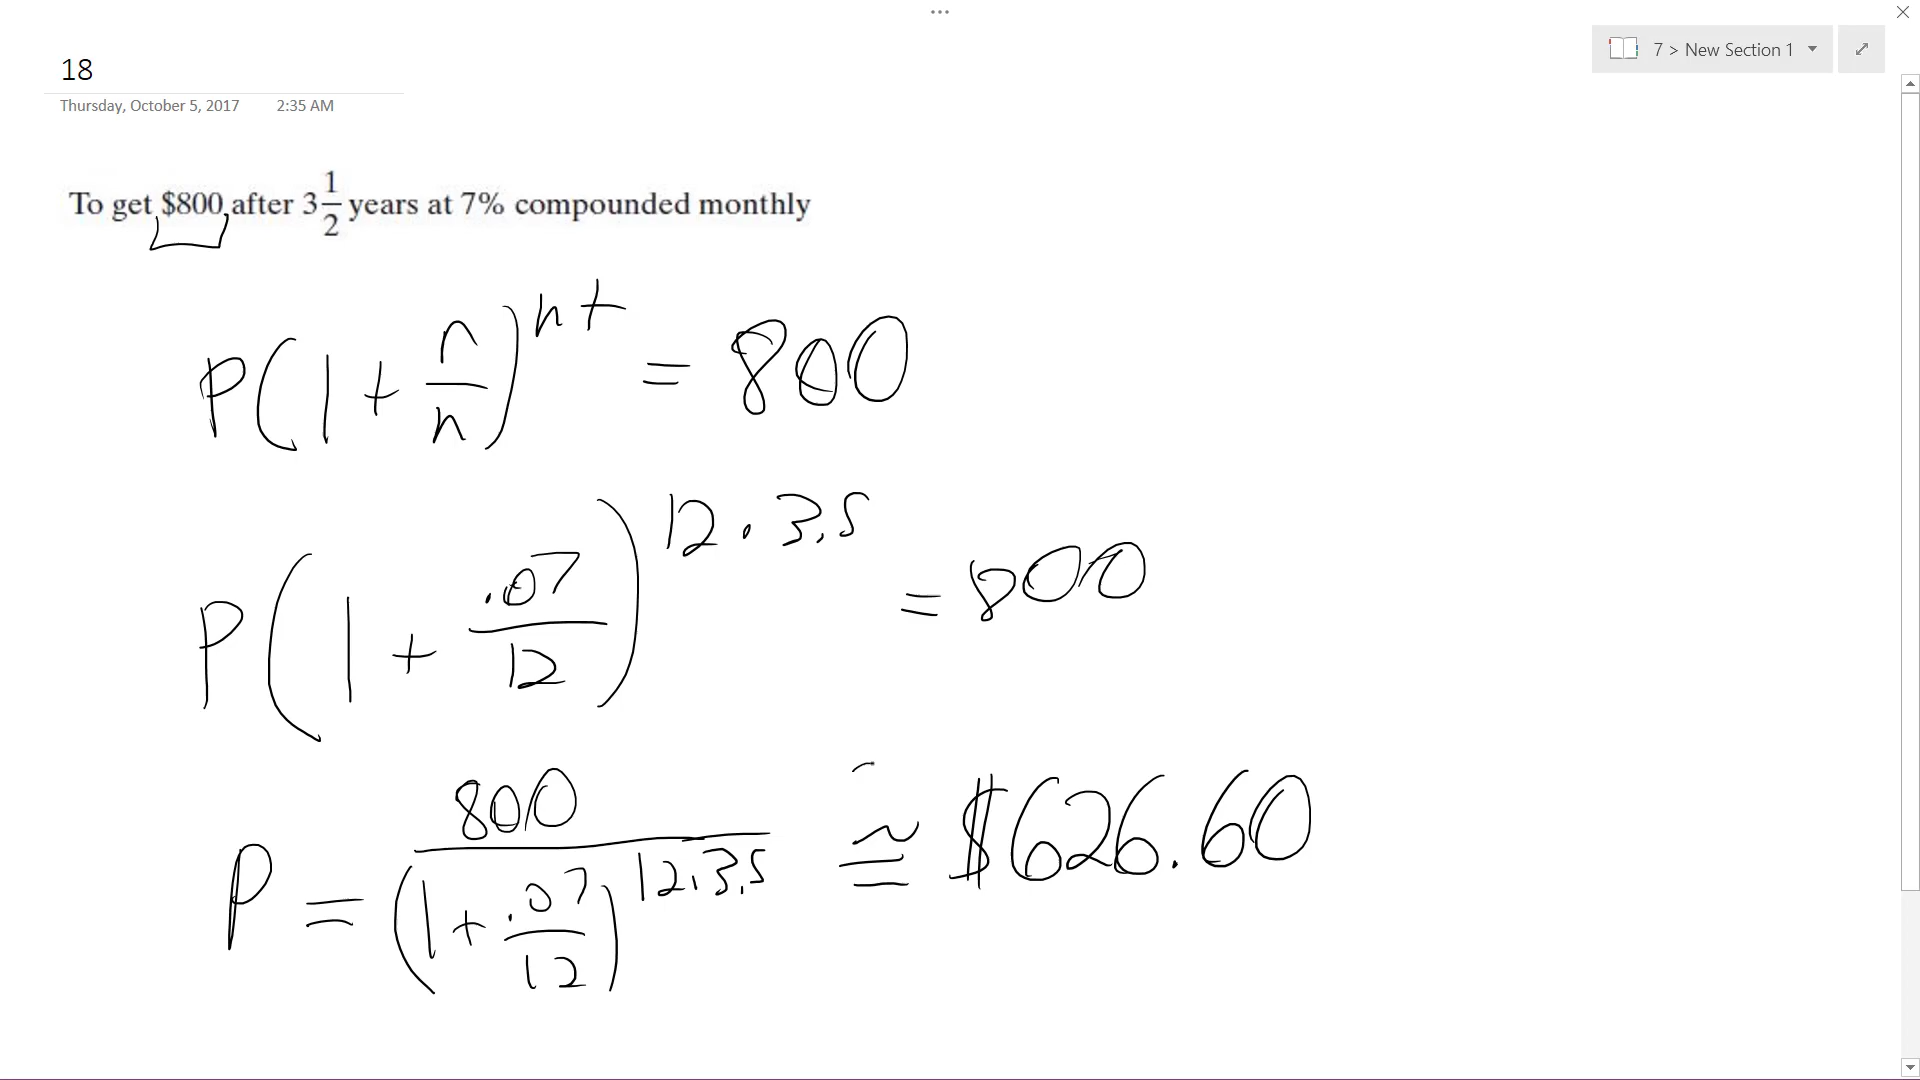 7 > New Section 1
18
Thursday, October 5, 2017 2:35 AM
To get $800 after 3 1/2 years at 7% compounded monthly
P(1 + r/n)^nt = 800
P(1 + .07/12)^12·3.5 = 800
P = 800/(1 + .07/12)^12·3.5 ≅ $626.60